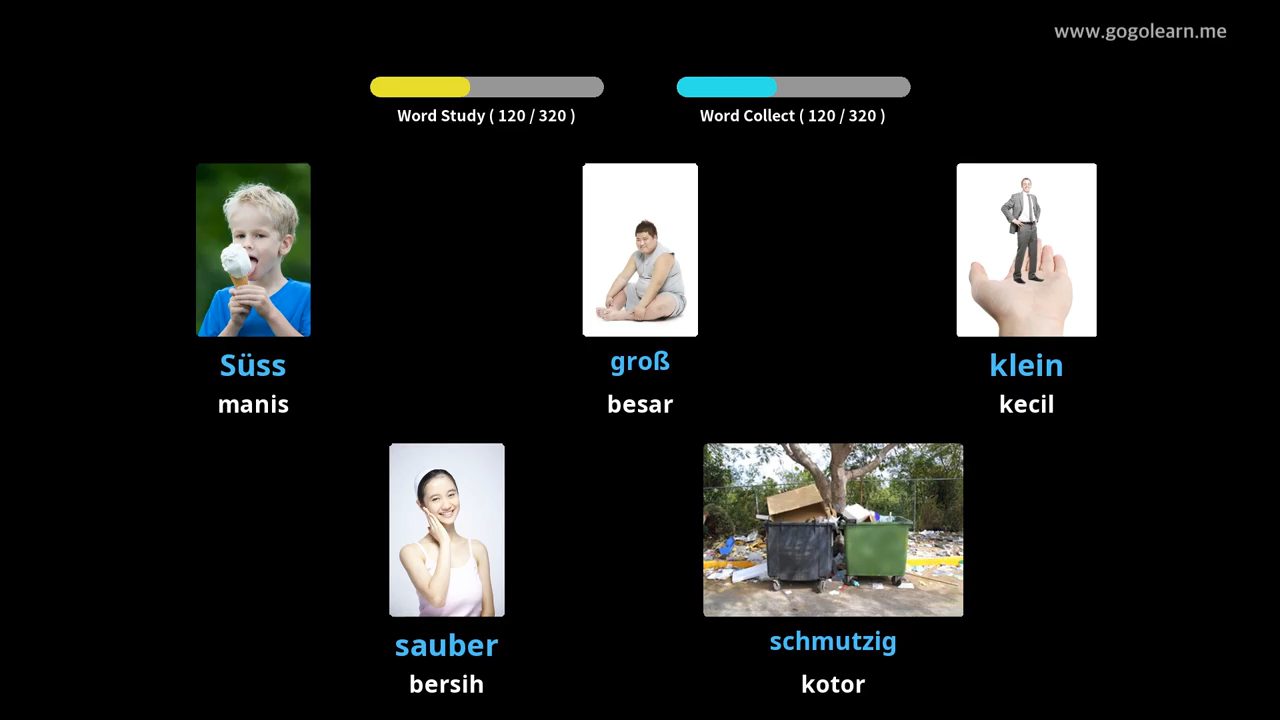 www.gogolearn.me
Word Study ( 120 / 320 )
Word Collect ( 120 / 320 )
Süss
groß
klein
manis
besar
kecil
sauber
schmutzig
bersih
kotor